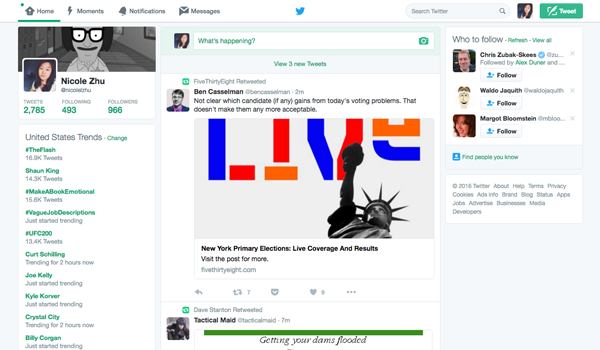 Home
Moments
Notifications
Messages
Search Twitter
Tweet
Nicole Zhu
@nicolelzhu
TWEETS FOLLOWING FOLLOWERS
2,785 493 966
United States Trends · Change
#TheFlash
16.9K Tweets
Shaun King
14.3K Tweets
#MakeABookEmotional
15.6K Tweets
#VagueJobDescriptions
Just started trending
#UFC200
13.4K Tweets
Curt Schilling
Trending for 2 hours now
Joe Kelly
Just started trending
Kyle Korver
Just started trending
Crystal City
Trending for 2 hours now
Billy Corgan
Just started trending
What's happening?
View 3 new Tweets
FiveThirtyEight Retweeted
Ben Casselman @bencasselman · 2m
Not clear which candidate (if any) gains from today's voting problems. That
doesn't make them any more acceptable.
LIVE
New York Primary Elections: Live Coverage And Results
Visit the post for more.
fivethirtyeight.com
7
9
Dave Stanton Retweeted
Tactical Maid @tacticalmaid · 7m
Getting your dams flooded
Who to follow · Refresh · View all
Chris Zubak-Skees @zu...
Followed by Alex Duner and ...
Follow
Waldo Jaquith @waldojaquith
Follow
Margot Bloomstein @mbloo...
Follow
Find people you know
© 2016 Twitter About Help Terms Privacy
Cookies Ads info Brand Blog Status Apps
Jobs Advertise Businesses Media
Developers